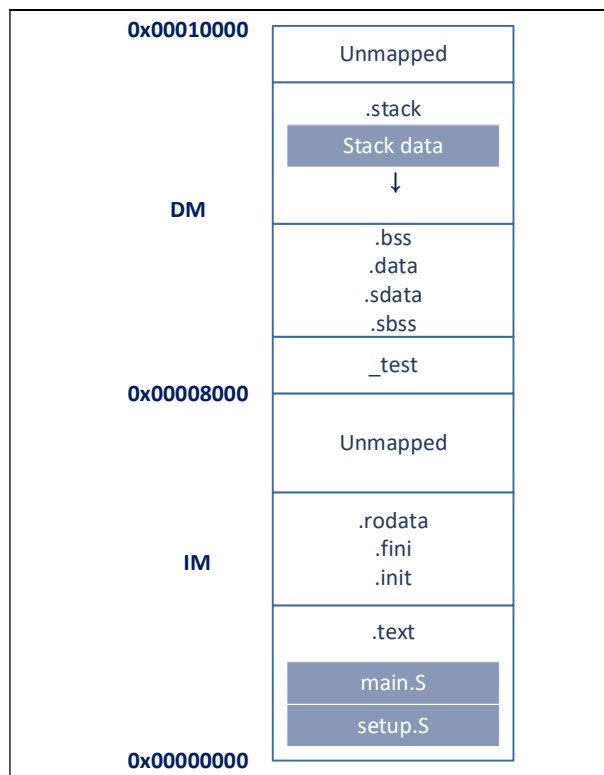 0x00010000
Unmapped
.stack
Stack data
↓
DM
.bss
.data
.sdata
.sbss
_test
0x00008000
Unmapped
.rodata
.fini
IM
.init
.text
main.S
setup.S
0x00000000